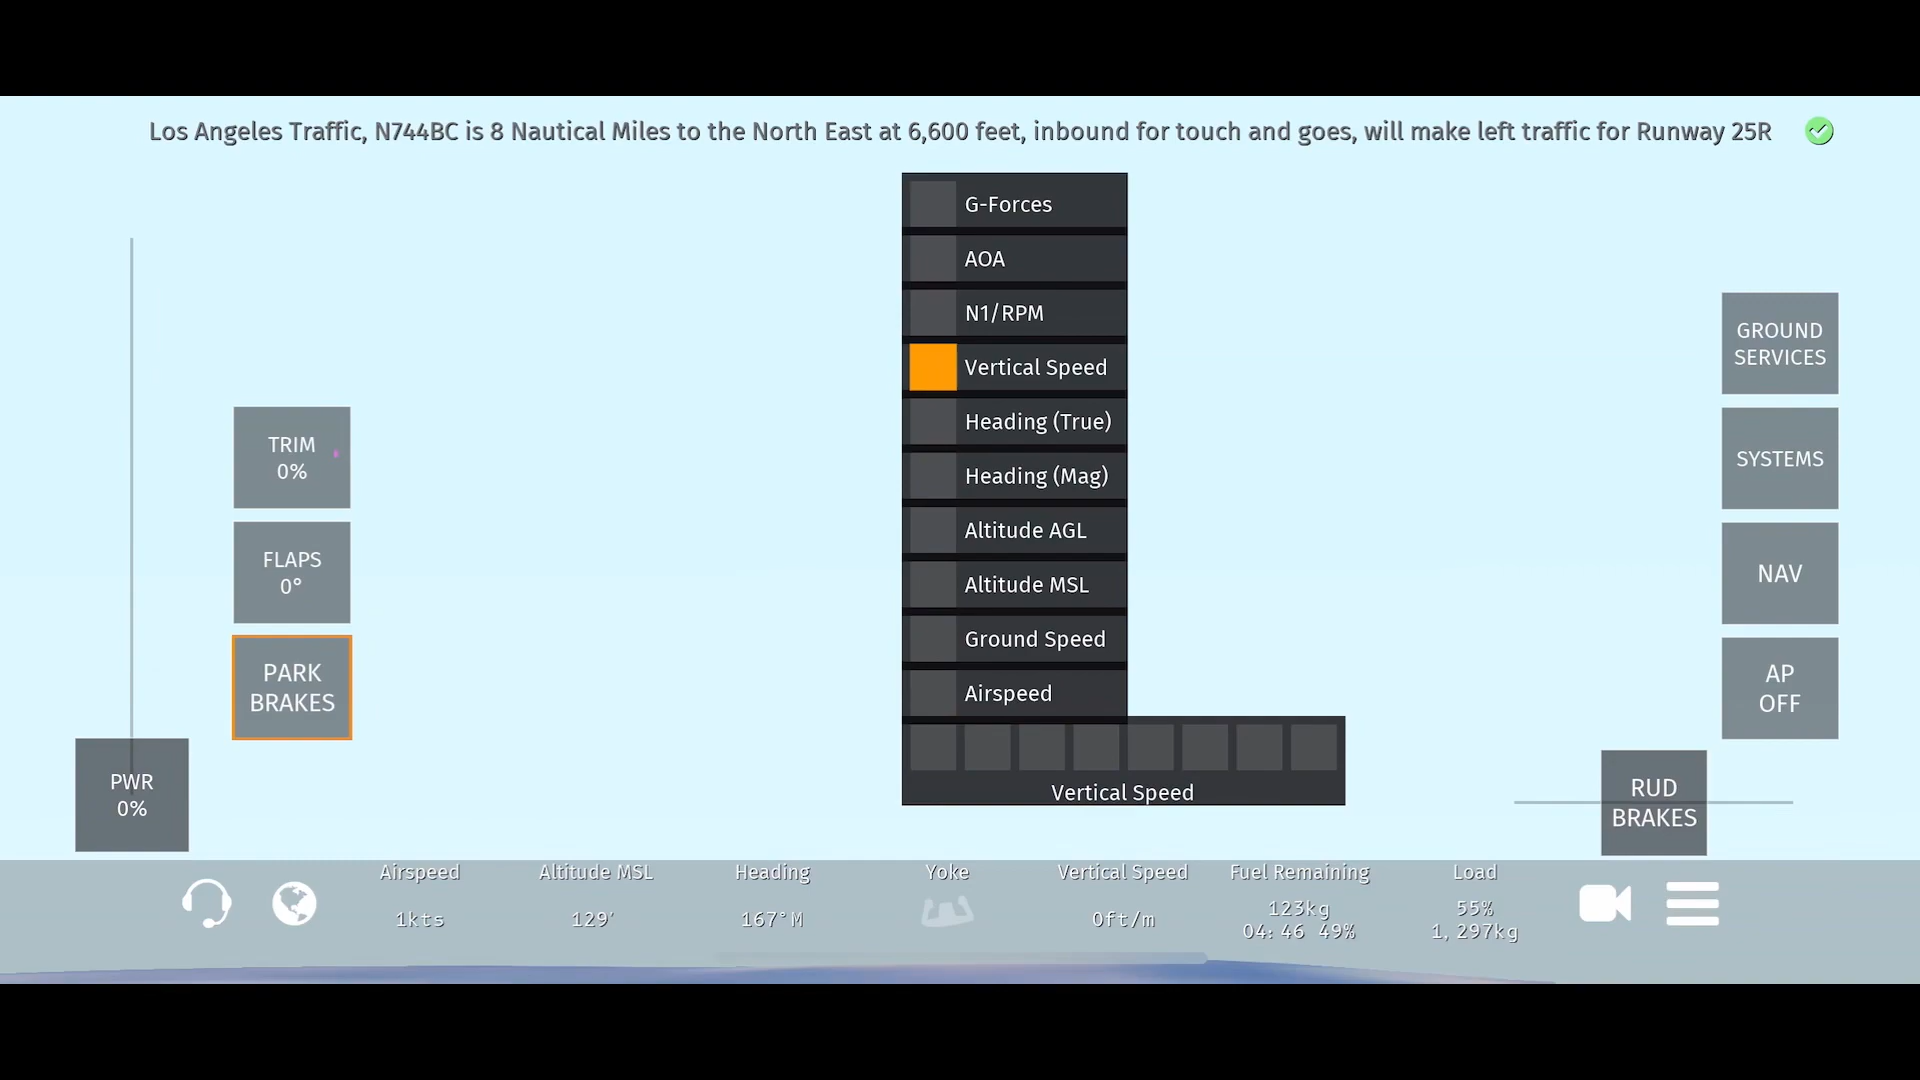 Los Angeles Traffic, N744BC is 8 Nautical Miles to the North East at 6,600 feet, inbound for touch and goes, will make left traffic for Runway 25R
G-Forces
AOA
N1/RPM
Vertical Speed
Heading (True)
Heading (Mag)
Altitude AGL
Altitude MSL
Ground Speed
Airspeed
Vertical Speed
TRIM
0%
FLAPS
0°
PARK
BRAKES
PWR
0%
GROUND
SERVICES
SYSTEMS
NAV
AP
OFF
RUD
BRAKES
Airspeed
1kts
Altitude MSL
129'
Heading
167°M
Yoke
Vertical Speed
0ft/m
Fuel Remaining
123kg
04:46 49%
Load
55%
1,297kg